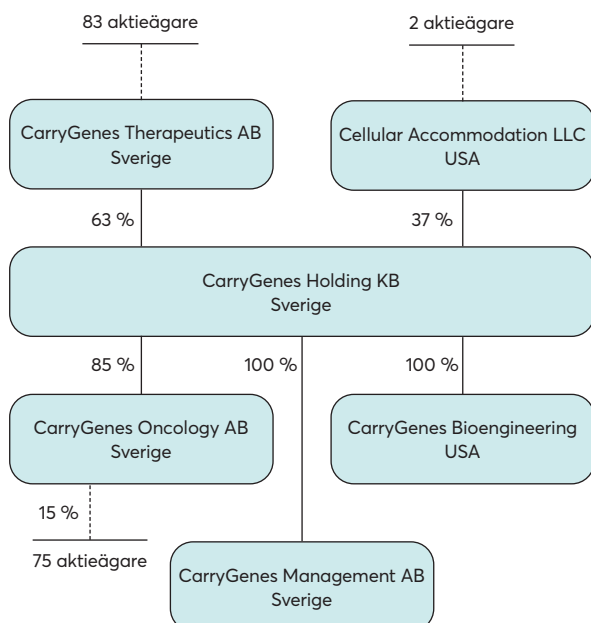 83 aktieägare
2 aktieägare
CarryGenes Therapeutics AB
Sverige
Cellular Accommodation LLC
USA
63 %
37 %
CarryGenes Holding KB
Sverige
85 %
100 %
100 %
CarryGenes Oncology AB
Sverige
CarryGenes Bioengineering
USA
15 %
75 aktieägare
CarryGenes Management AB
Sverige